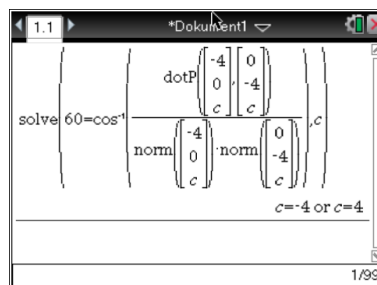 1.1 *Dokument1
solve(60=cos⁻¹(dotP([-4 0 c],[0 -4 c])/(norm([-4 0 c])·norm([0 -4 c]))),c)
c=-4 or c=4
1/99